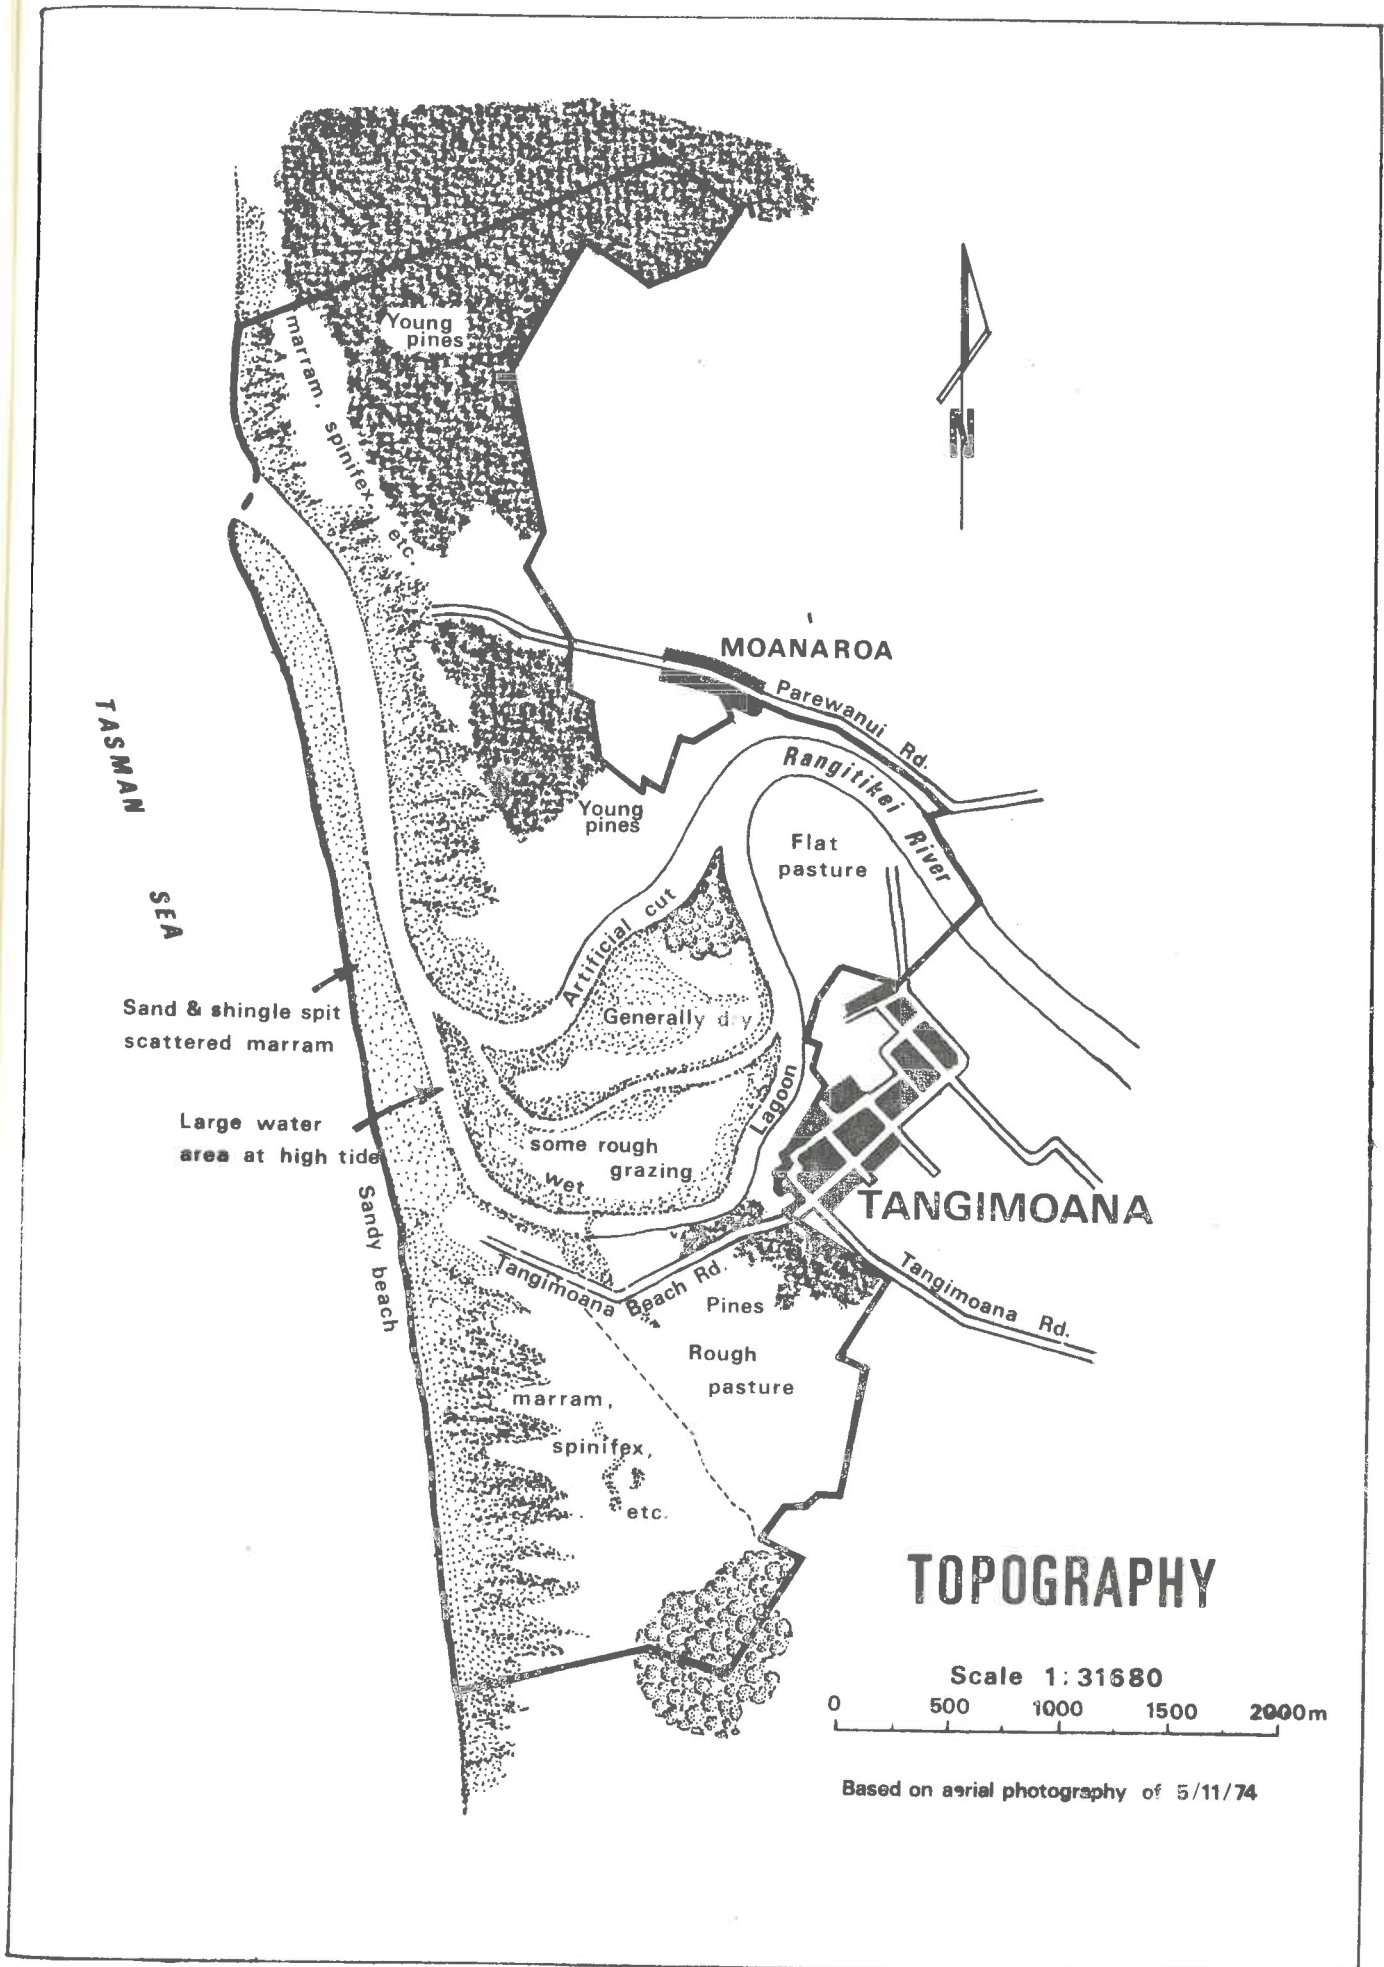 Young
pines
marram, spinifex, etc.
N
MOANAROA
Parewanui Rd.
Rangitikei River
TASMAN SEA
Young
pines
Flat
pasture
Artificial cut
Generally dry
Sand & shingle spit
scattered marram
Lagoon
Large water
area at high tide
some rough
grazing
wet
Sandy beach
TANGIMOANA
Tangimoana Beach Rd.
Tangimoana Rd.
Pines
Rough
pasture
marram,
spinifex,
etc.
TOPOGRAPHY
Scale 1:31680
0 500 1000 1500 2000m
Based on aerial photography of 5/11/74